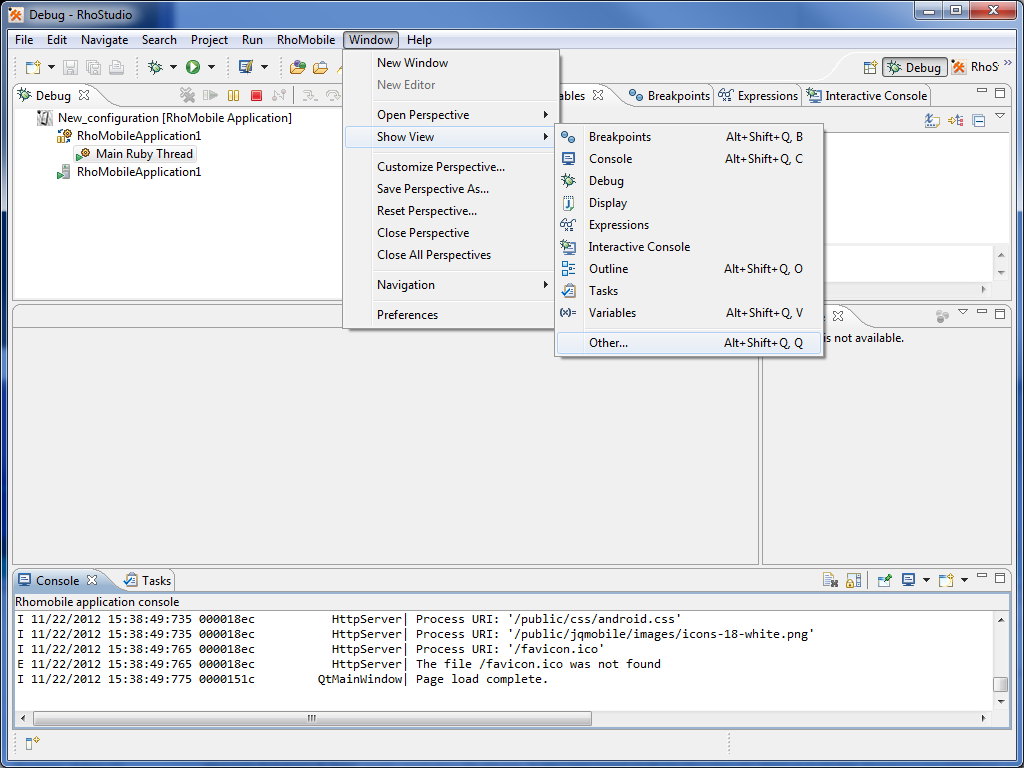 Debug - RhoStudio
File Edit Navigate Search Project Run RhoMobile Window Help
Debug RhoS
Debug
ables Breakpoints Expressions Interactive Console
New_configuration [RhoMobile Application]
RhoMobileApplication1
Main Ruby Thread
RhoMobileApplication1
New Window
New Editor
Open Perspective
Show View
Customize Perspective...
Save Perspective As...
Reset Perspective...
Close Perspective
Close All Perspectives
Navigation
Preferences
Breakpoints Alt+Shift+Q, B
Console Alt+Shift+Q, C
Debug
Display
Expressions
Interactive Console
Outline Alt+Shift+Q, O
Tasks
(x)= Variables Alt+Shift+Q, V
Other... Alt+Shift+Q, Q
is not available.
Console Tasks
Rhomobile application console
I 11/22/2012 15:38:49:735 000018ec HttpServer| Process URI: '/public/css/android.css'
I 11/22/2012 15:38:49:735 000018ec HttpServer| Process URI: '/public/jqmobile/images/icons-18-white.png'
I 11/22/2012 15:38:49:765 000018ec HttpServer| Process URI: '/favicon.ico'
E 11/22/2012 15:38:49:765 000018ec HttpServer| The file /favicon.ico was not found
I 11/22/2012 15:38:49:775 0000151c QtMainWindow| Page load complete.